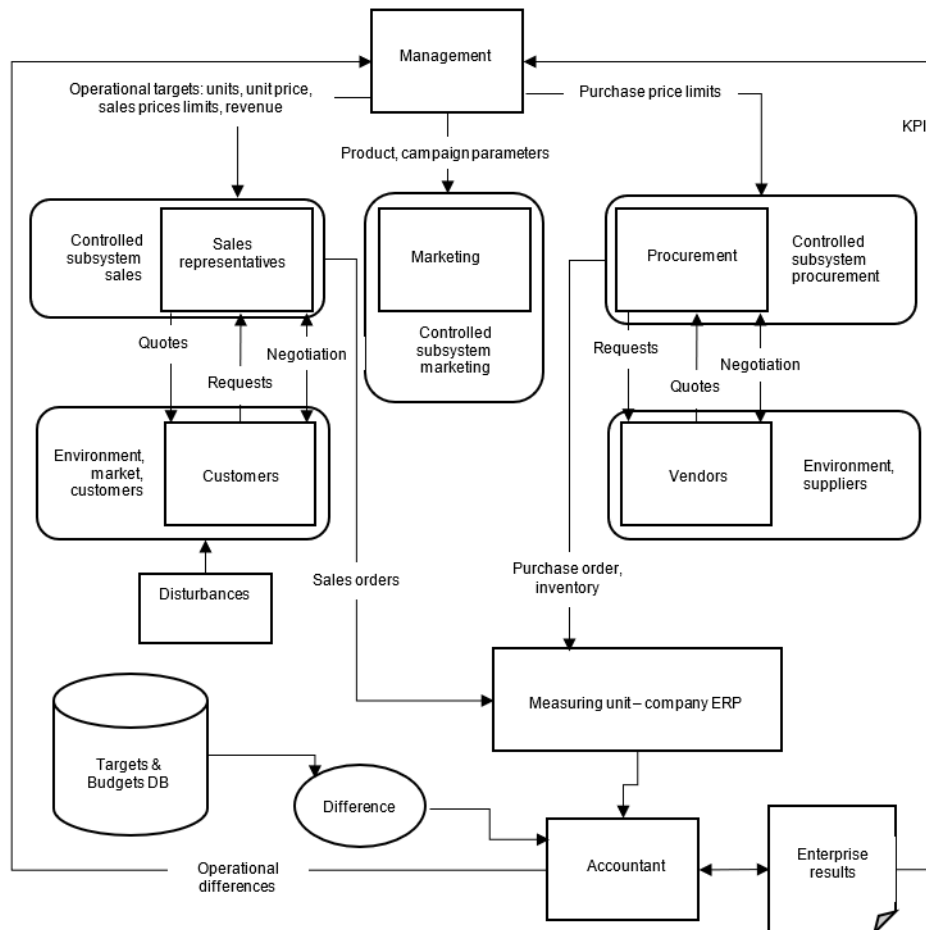 Management
Operational targets: units, unit price,
sales prices limits, revenue
Purchase price limits
KPI
Product, campaign parameters
Controlled
subsystem
sales
Sales
representatives
Marketing
Controlled
subsystem
marketing
Procurement
Controlled
subsystem
procurement
Quotes
Negotiation
Requests
Requests
Negotiation
Quotes
Environment,
market,
customers
Customers
Vendors
Environment,
suppliers
Disturbances
Sales orders
Purchase order,
inventory
Measuring unit – company ERP
Targets &
Budgets DB
Difference
Accountant
Enterprise
results
Operational
differences